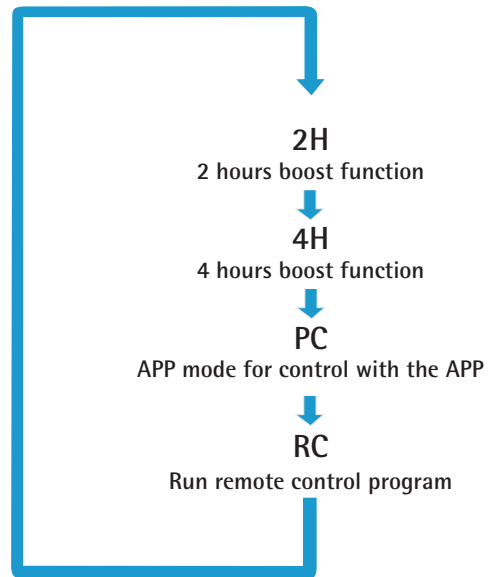 2H
2 hours boost function
4H
4 hours boost function
PC
APP mode for control with the APP
RC
Run remote control program